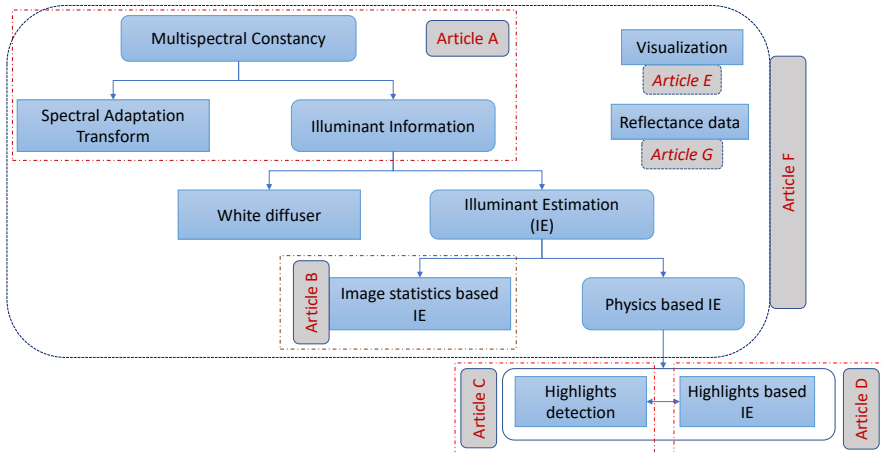 Multispectral Constancy
Article A
Visualization
Article E
Spectral Adaptation
Transform
Illuminant Information
Reflectance data
Article G
Article F
White diffuser
Illuminant Estimation
(IE)
Article B
Image statistics based
IE
Physics based IE
Article C
Highlights
detection
Highlights based
IE
Article D